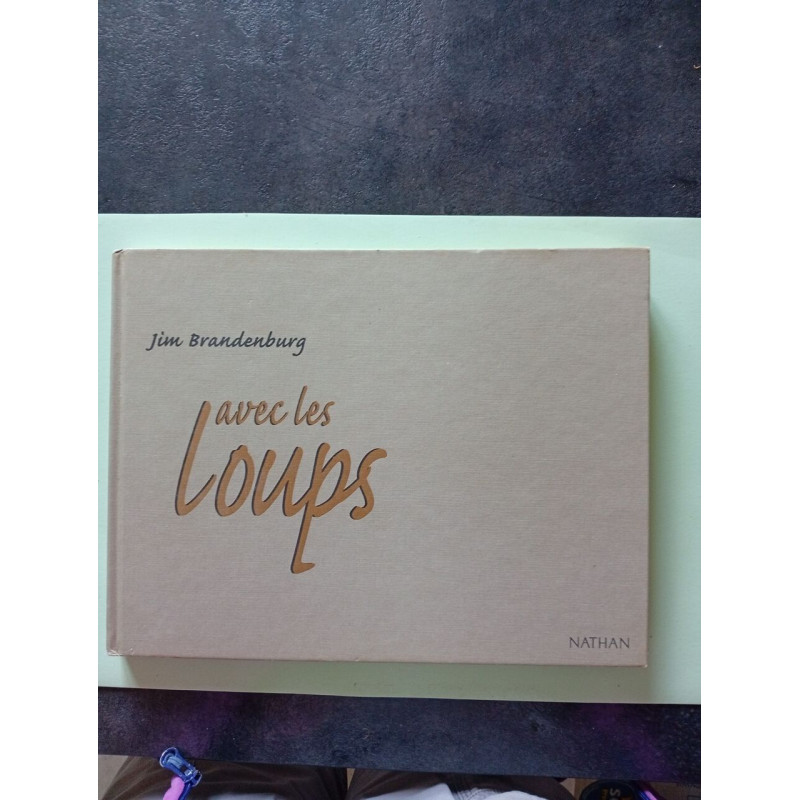 Jim Brandenburg
avec les
loups
NATHAN